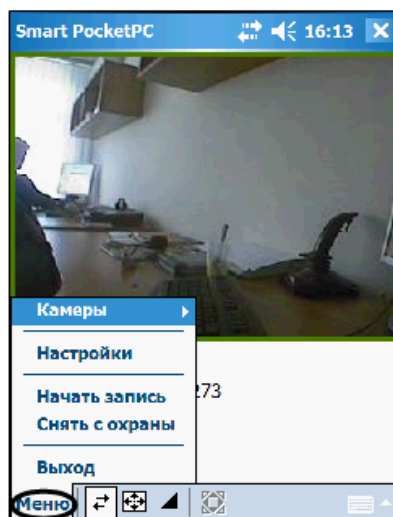 Smart PocketPC 16:13
Камеры
Настройки
273
Начать запись
Снять с охраны
Выход
Меню